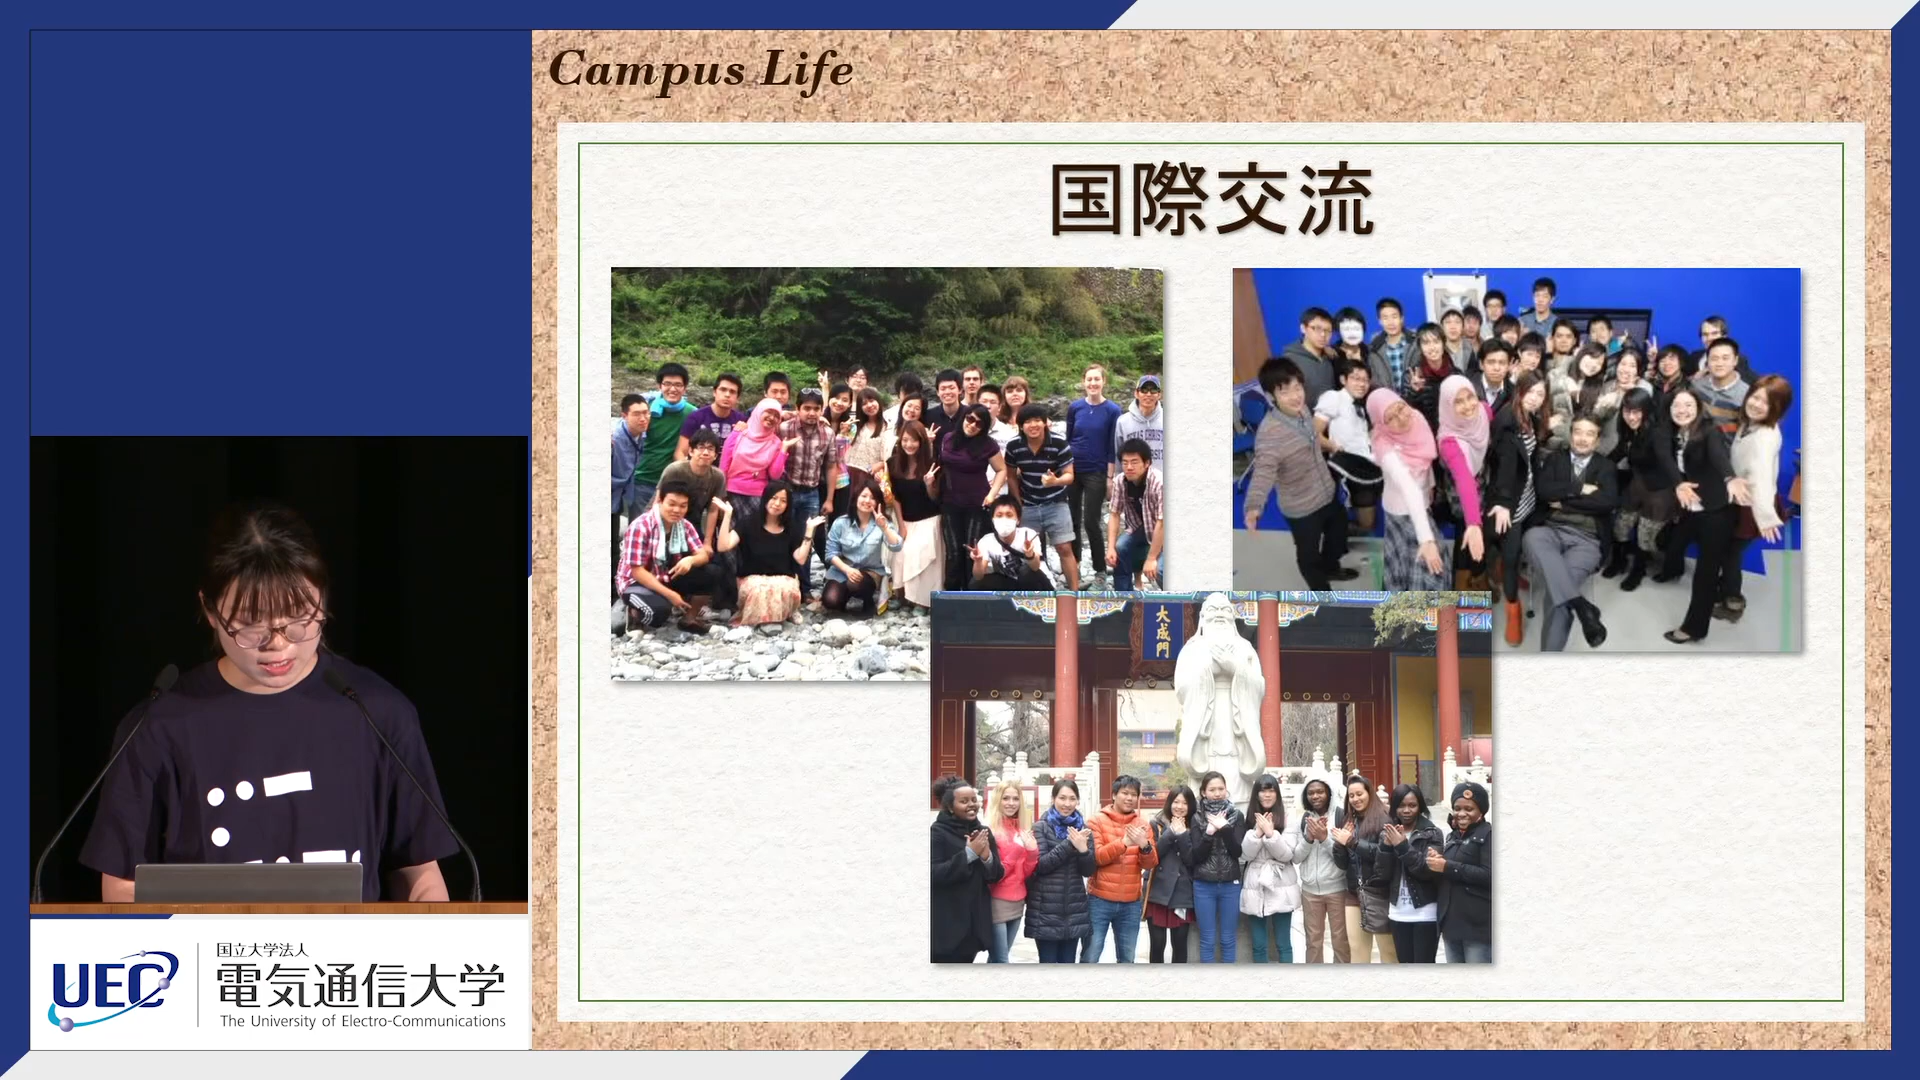 Campus Life
国際交流
大成門
UEC
国立大学法人
電気通信大学
The University of Electro-Communications